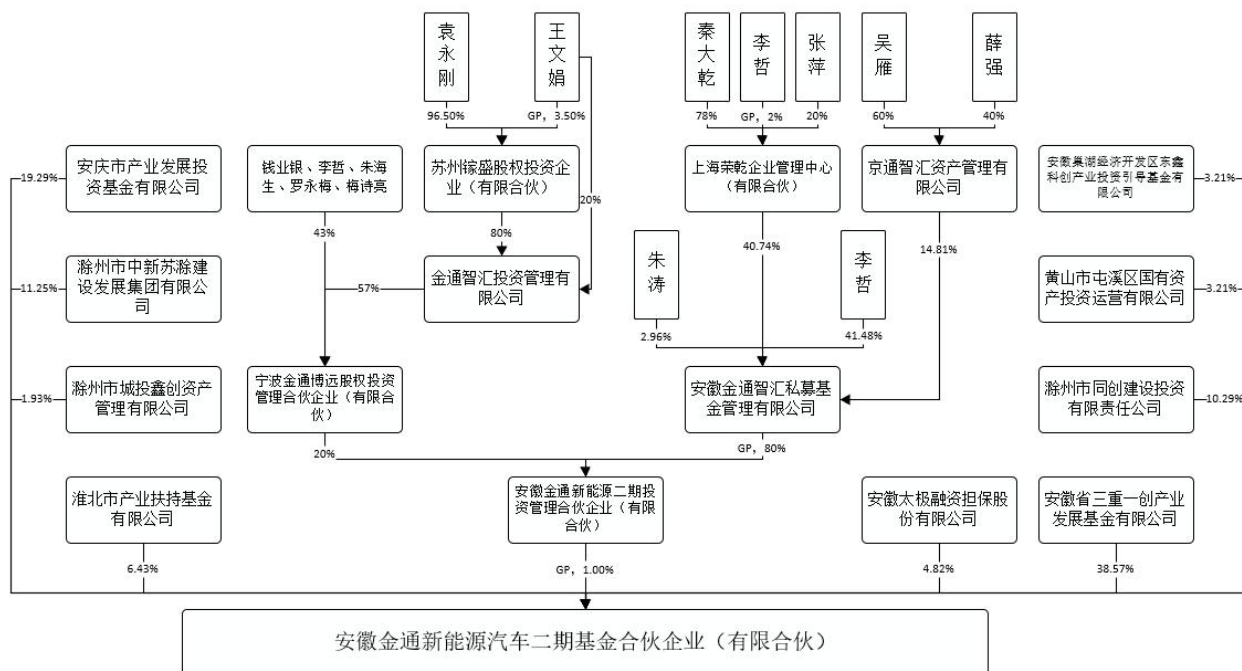 袁永刚
王文娟
秦大乾
李哲
张萍
吴雁
薛强
96.50%
GP，3.50%
78%
GP，2%
20%
60%
40%
安庆市产业发展投
资基金有限公司
钱业银、李哲、朱海
生、罗永梅、梅诗亮
苏州镓盛股权投资企
业（有限合伙）
上海荣乾企业管理中心
（有限合伙）
京通智汇资产管理有
限公司
安徽巢湖经济开发区东鑫
科创产业投资引导基金有
限公司
19.29%
3.21%
20%
43%
80%
40.74%
14.81%
滁州市中新苏滁建
设发展集团有限公
司
金通智汇投资管理有
限公司
朱涛
李哲
黄山市屯溪区国有资
产投资运营有限公司
11.25%
57%
3.21%
2.96%
41.48%
滁州市城投鑫创资产
管理有限公司
宁波金通博远股权投资
管理合伙企业（有限合
伙）
安徽金通智汇私募基
金管理有限公司
滁州市同创建设投资
有限责任公司
1.93%
10.29%
20%
GP，80%
淮北市产业扶持基金
有限公司
安徽金通新能源二期投
资管理合伙企业（有限
合伙）
安徽太极融资担保股
份有限公司
安徽省三重一创产业
发展基金有限公司
6.43%
GP，1.00%
4.82%
38.57%
安徽金通新能源汽车二期基金合伙企业（有限合伙）